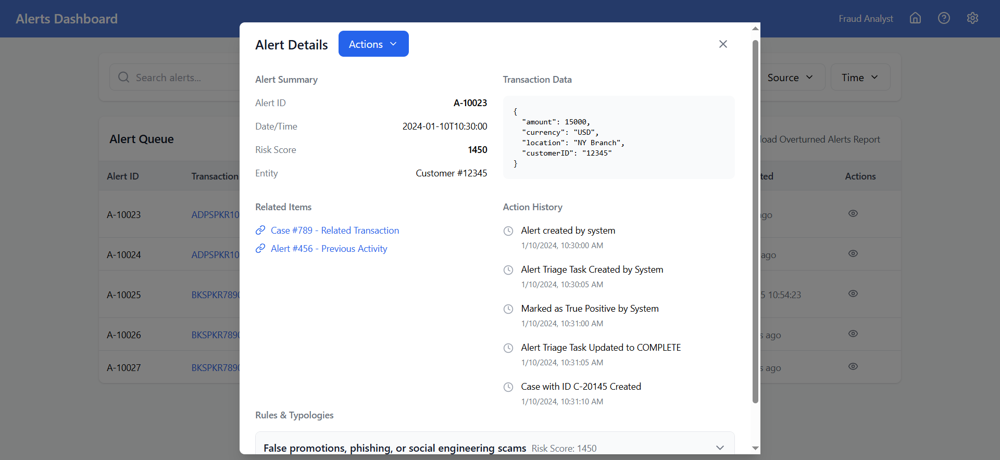 Alerts Dashboard
Fraud Analyst
Alert Details
Actions
Search alerts...
Source
Time
Alert Summary
Alert ID
A-10023
Date/Time
2024-01-10T10:30:00
Risk Score
1450
Entity
Customer #12345
Transaction Data
{
"amount": 15000,
"currency": "USD",
"location": "NY Branch",
"customerID": "12345"
}
Related Items
Case #789 - Related Transaction
Alert #456 - Previous Activity
Action History
Alert created by system
1/10/2024, 10:30:00 AM
Alert Triage Task Created by System
1/10/2024, 10:30:05 AM
Marked as True Positive by System
1/10/2024, 10:31:00 AM
Alert Triage Task Updated to COMPLETE
1/10/2024, 10:31:05 AM
Case with ID C-20145 Created
1/10/2024, 10:31:10 AM
Rules & Typologies
False promotions, phishing, or social engineering scams Risk Score: 1450
Alert Queue
Overturned Alerts Report
Alert ID
Transaction
Actions
A-10023
ADPSPKR10
A-10024
ADPSPKR10
ago
A-10025
BKSPKR789
10:54:23
A-10026
BKSPKR789
ago
A-10027
BKSPKR789
ago